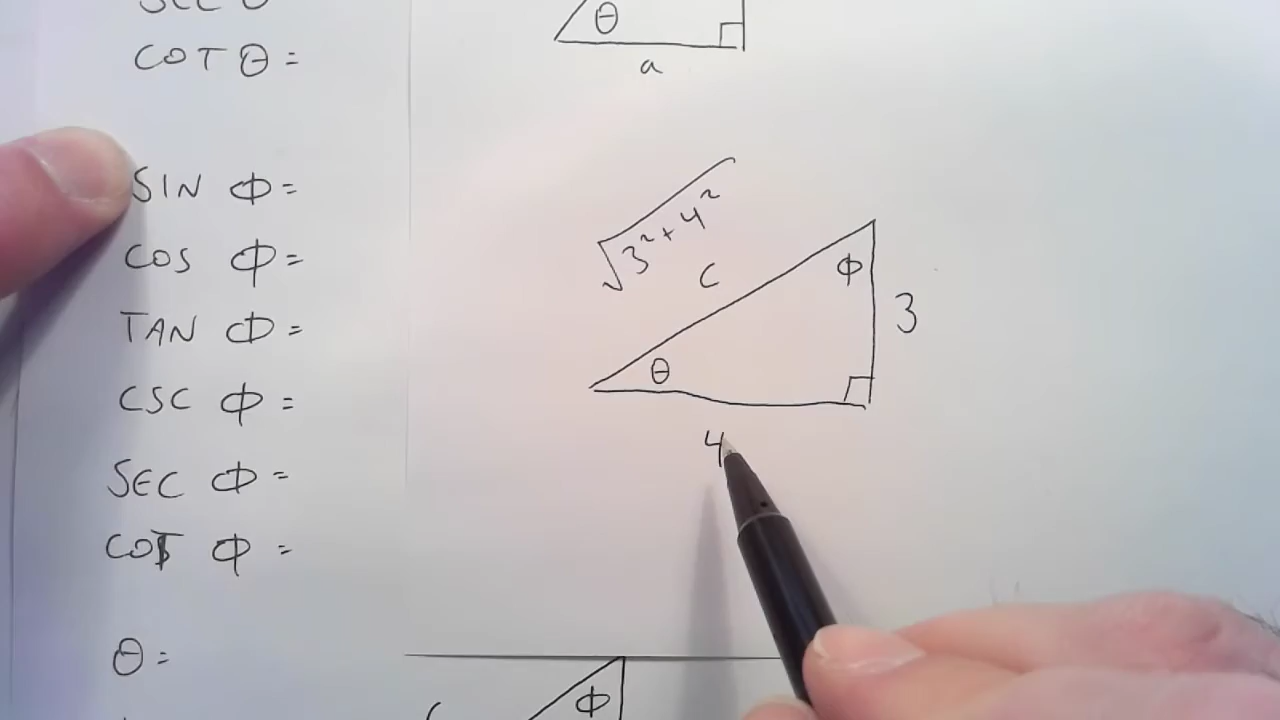 COT θ =
θ
a
SIN Φ =
COS Φ =
TAN Φ =
CSC Φ =
SEC Φ =
COT Φ =
θ =
√3² + 4²
C
Φ
3
θ
4
Φ